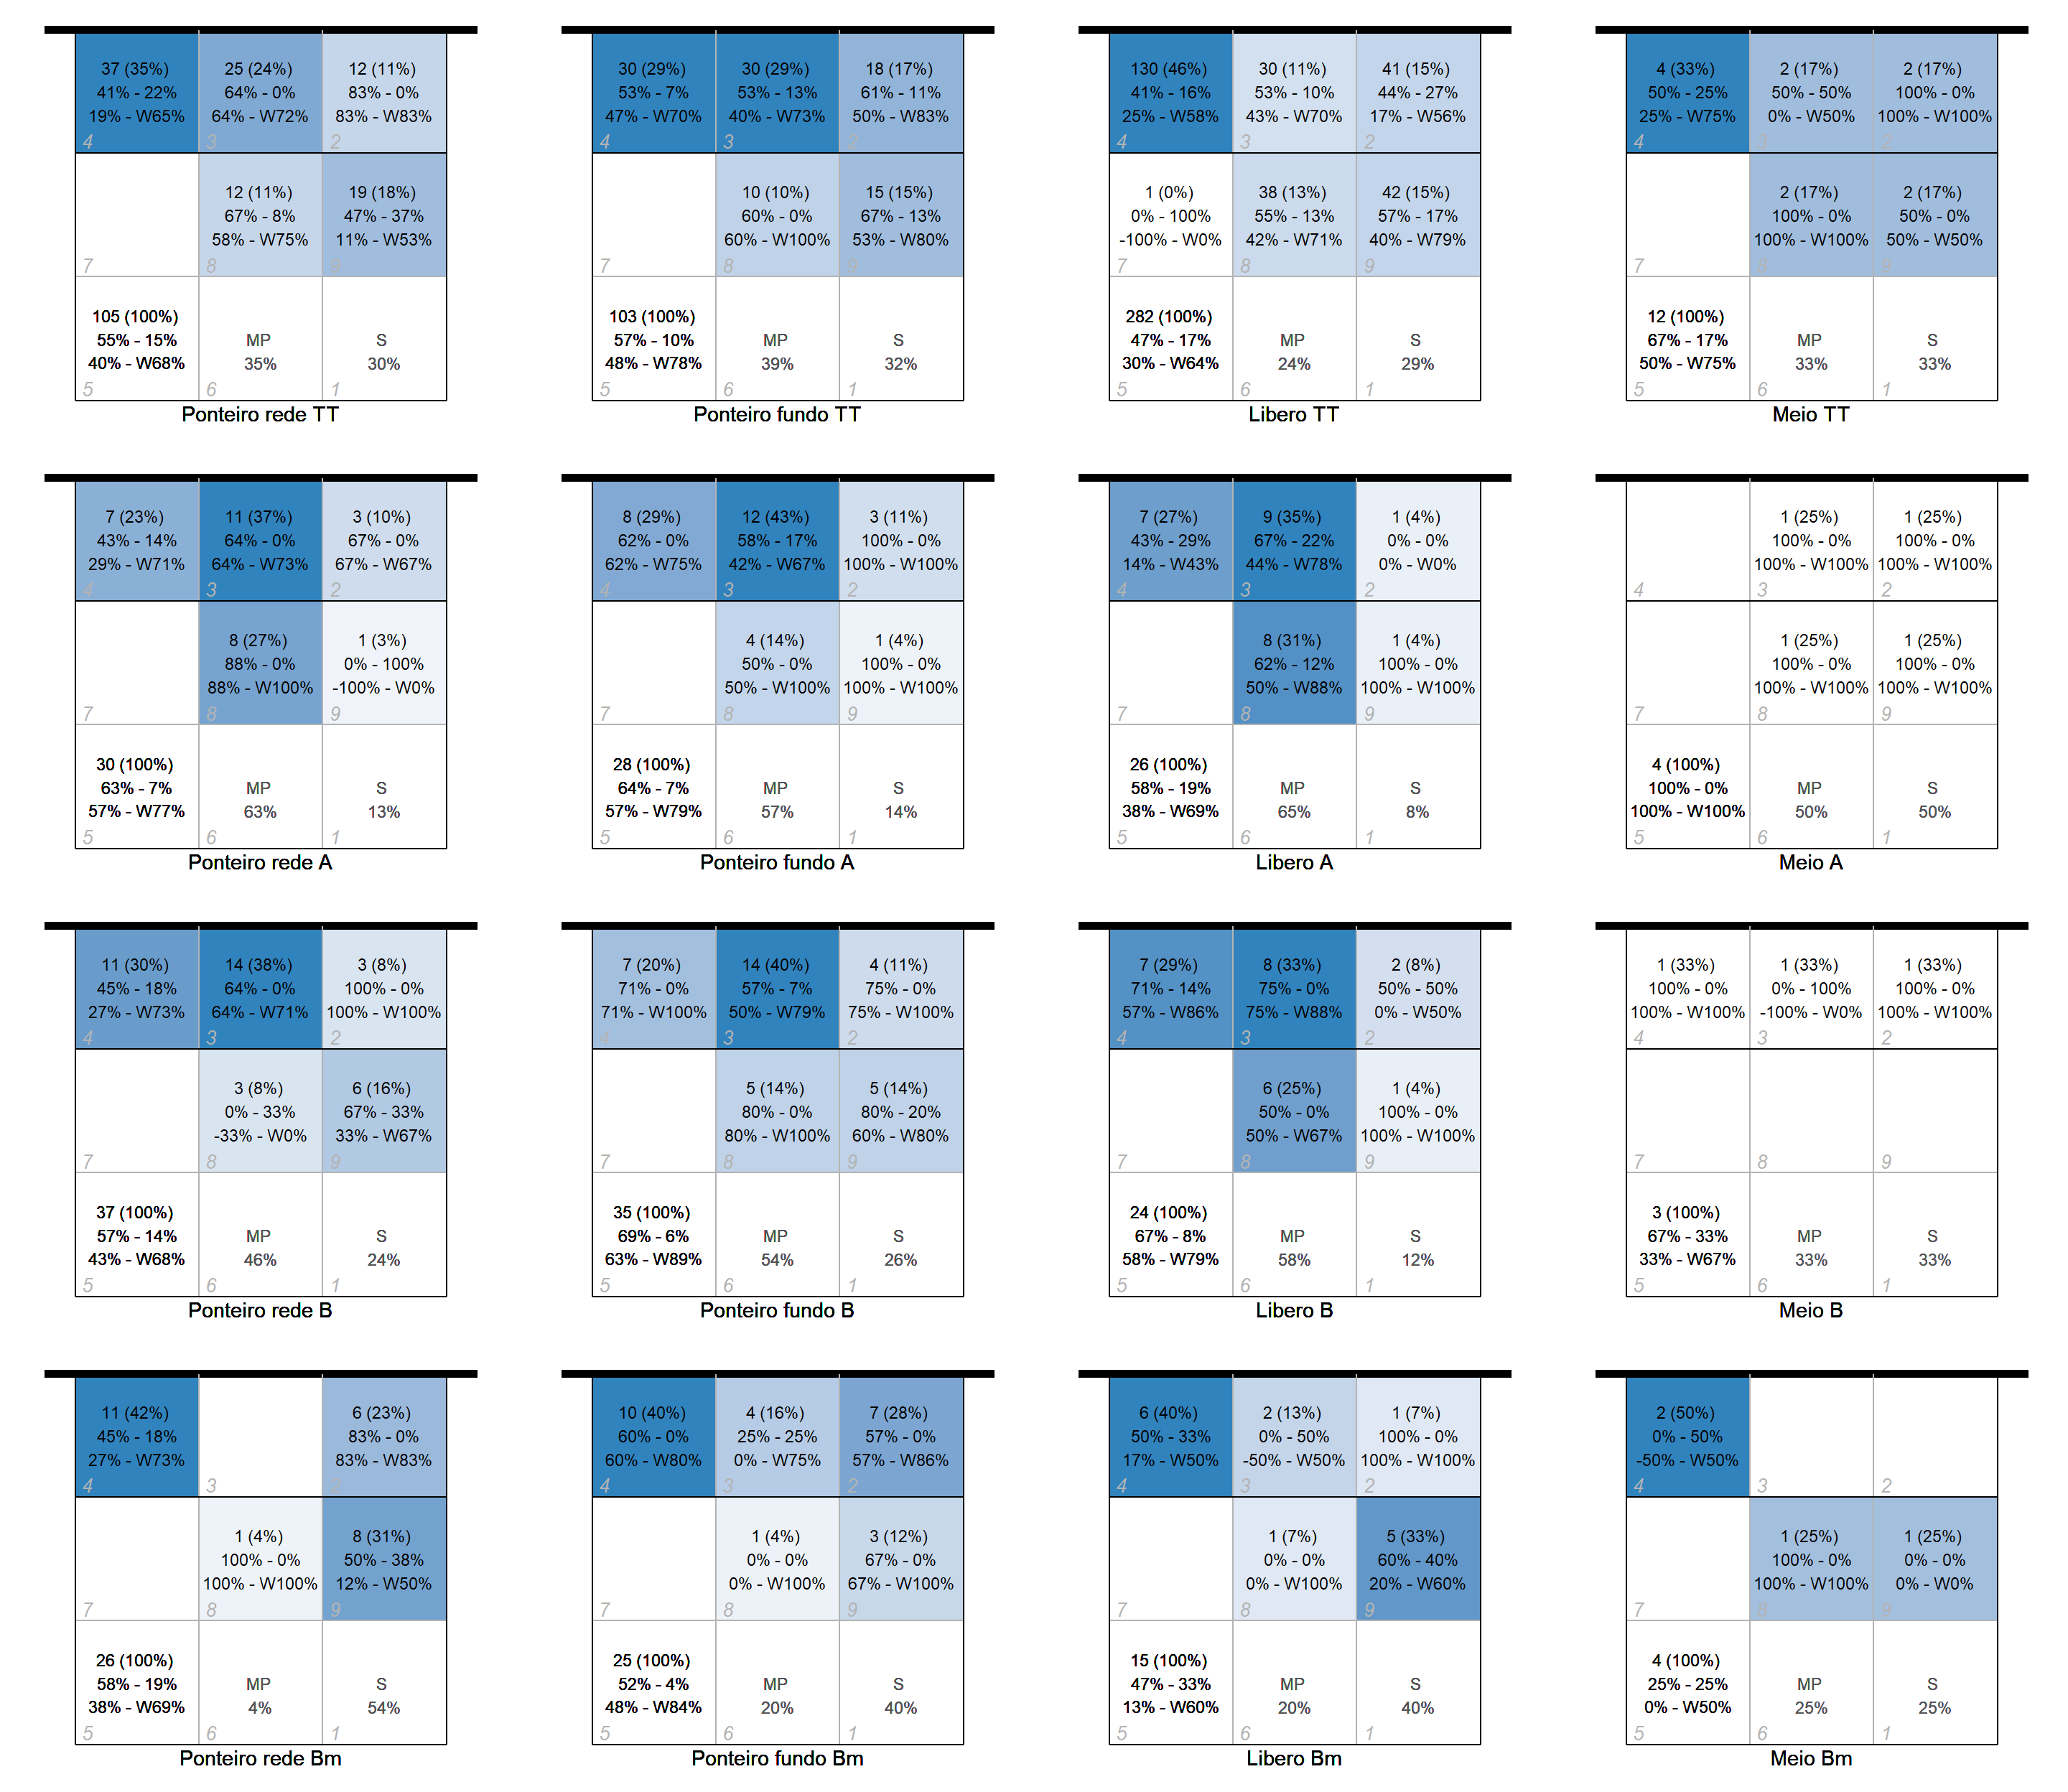 37 (35%)
41% - 22%
19% - W65%
4
25 (24%)
64% - 0%
64% - W72%
3
12 (11%)
83% - 0%
83% - W83%
2
7
12 (11%)
67% - 8%
58% - W75%
8
19 (18%)
47% - 37%
11% - W53%
9
105 (100%)
55% - 15%
40% - W68%
5
MP
35%
6
S
30%
1
Ponteiro rede TT
30 (29%)
53% - 7%
47% - W70%
4
30 (29%)
53% - 13%
40% - W73%
3
18 (17%)
61% - 11%
50% - W83%
2
7
10 (10%)
60% - 0%
60% - W100%
8
15 (15%)
67% - 13%
53% - W80%
9
103 (100%)
57% - 10%
48% - W78%
5
MP
39%
6
S
32%
1
Ponteiro fundo TT
130 (46%)
41% - 16%
25% - W58%
4
30 (11%)
53% - 10%
43% - W70%
3
41 (15%)
44% - 27%
17% - W56%
2
1 (0%)
0% - 100%
-100% - W0%
7
38 (13%)
55% - 13%
42% - W71%
8
42 (15%)
57% - 17%
40% - W79%
9
282 (100%)
47% - 17%
30% - W64%
5
MP
24%
6
S
29%
1
Libero TT
4 (33%)
50% - 25%
25% - W75%
4
2 (17%)
50% - 50%
0% - W50%
3
2 (17%)
100% - 0%
100% - W100%
2
7
2 (17%)
100% - 0%
100% - W100%
8
2 (17%)
50% - 0%
50% - W50%
9
12 (100%)
67% - 17%
50% - W75%
5
MP
33%
6
S
33%
1
Meio TT
7 (23%)
43% - 14%
29% - W71%
4
11 (37%)
64% - 0%
64% - W73%
3
3 (10%)
67% - 0%
67% - W67%
2
7
8 (27%)
88% - 0%
88% - W100%
8
1 (3%)
0% - 100%
-100% - W0%
9
30 (100%)
63% - 7%
57% - W77%
5
MP
63%
6
S
13%
1
Ponteiro rede A
8 (29%)
62% - 0%
62% - W75%
4
12 (43%)
58% - 17%
42% - W67%
3
3 (11%)
100% - 0%
100% - W100%
2
7
4 (14%)
50% - 0%
50% - W100%
8
1 (4%)
100% - 0%
100% - W100%
9
28 (100%)
64% - 7%
57% - W79%
5
MP
57%
6
S
14%
1
Ponteiro fundo A
7 (27%)
43% - 29%
14% - W43%
4
9 (35%)
67% - 22%
44% - W78%
3
1 (4%)
0% - 0%
0% - W0%
2
7
8 (31%)
62% - 12%
50% - W88%
8
1 (4%)
100% - 0%
100% - W100%
9
26 (100%)
58% - 19%
38% - W69%
5
MP
65%
6
S
8%
1
Libero A
4
1 (25%)
100% - 0%
100% - W100%
3
1 (25%)
100% - 0%
100% - W100%
2
7
1 (25%)
100% - 0%
100% - W100%
8
1 (25%)
100% - 0%
100% - W100%
9
4 (100%)
100% - 0%
100% - W100%
5
MP
50%
6
S
50%
1
Meio A
11 (30%)
45% - 18%
27% - W73%
4
14 (38%)
64% - 0%
64% - W71%
3
3 (8%)
100% - 0%
100% - W100%
2
7
3 (8%)
0% - 33%
-33% - W0%
8
6 (16%)
67% - 33%
33% - W67%
9
37 (100%)
57% - 14%
43% - W68%
5
MP
46%
6
S
24%
1
Ponteiro rede B
7 (20%)
71% - 0%
71% - W100%
4
14 (40%)
57% - 7%
50% - W79%
3
4 (11%)
75% - 0%
75% - W100%
2
7
5 (14%)
80% - 0%
80% - W100%
8
5 (14%)
80% - 20%
60% - W80%
9
35 (100%)
69% - 6%
63% - W89%
5
MP
54%
6
S
26%
1
Ponteiro fundo B
7 (29%)
71% - 14%
57% - W86%
4
8 (33%)
75% - 0%
75% - W88%
3
2 (8%)
50% - 50%
0% - W50%
2
7
6 (25%)
50% - 0%
50% - W67%
8
1 (4%)
100% - 0%
100% - W100%
9
24 (100%)
67% - 8%
58% - W79%
5
MP
58%
6
S
12%
1
Libero B
1 (33%)
100% - 0%
100% - W100%
4
1 (33%)
0% - 100%
-100% - W0%
3
1 (33%)
100% - 0%
100% - W100%
2
7
8
9
3 (100%)
67% - 33%
33% - W67%
5
MP
33%
6
S
33%
1
Meio B
11 (42%)
45% - 18%
27% - W73%
4
3
6 (23%)
83% - 0%
83% - W83%
2
7
1 (4%)
100% - 0%
100% - W100%
8
8 (31%)
50% - 38%
12% - W50%
9
26 (100%)
58% - 19%
38% - W69%
5
MP
4%
6
S
54%
1
Ponteiro rede Bm
10 (40%)
60% - 0%
60% - W80%
4
4 (16%)
25% - 25%
0% - W75%
3
7 (28%)
57% - 0%
57% - W86%
2
7
1 (4%)
0% - 0%
0% - W100%
8
3 (12%)
67% - 0%
67% - W100%
9
25 (100%)
52% - 4%
48% - W84%
5
MP
20%
6
S
40%
1
Ponteiro fundo Bm
6 (40%)
50% - 33%
17% - W50%
4
2 (13%)
0% - 50%
-50% - W50%
3
1 (7%)
100% - 0%
100% - W100%
2
7
1 (7%)
0% - 0%
0% - W100%
8
5 (33%)
60% - 40%
20% - W60%
9
15 (100%)
47% - 33%
13% - W60%
5
MP
20%
6
S
40%
1
Libero Bm
2 (50%)
0% - 50%
-50% - W50%
4
3
2
7
1 (25%)
100% - 0%
100% - W100%
8
1 (25%)
0% - 0%
0% - W0%
9
4 (100%)
25% - 25%
0% - W50%
5
MP
25%
6
S
25%
1
Meio Bm